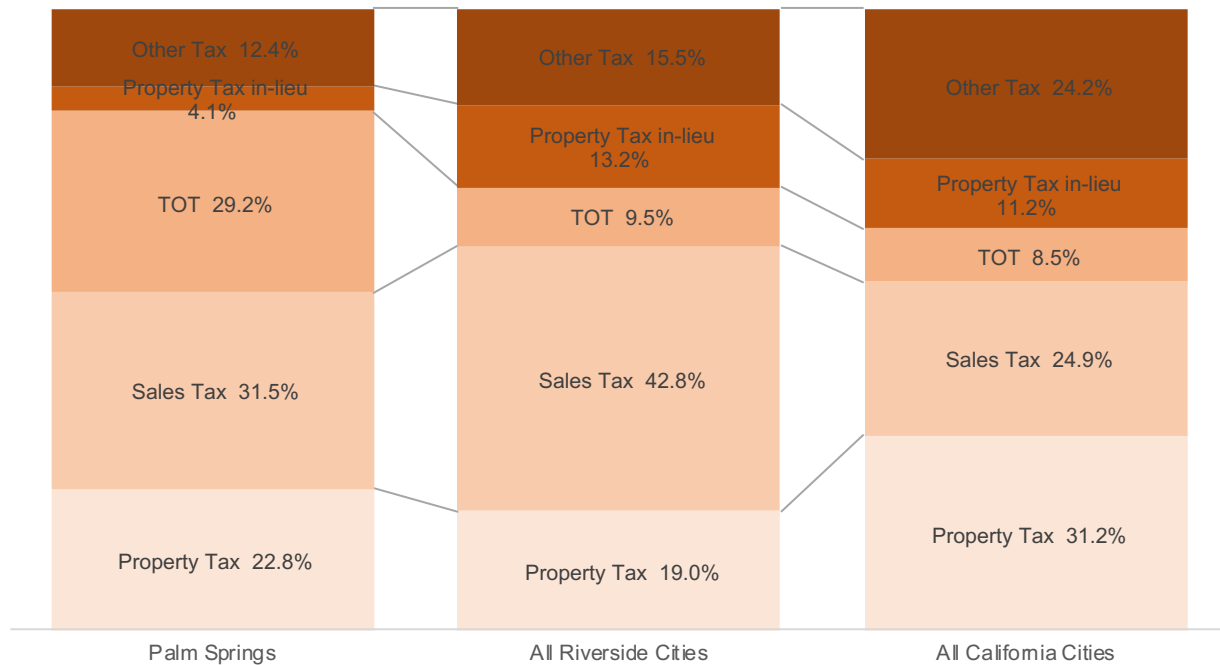 Other Tax 12.4%
Property Tax in-lieu
4.1%
TOT 29.2%
Sales Tax 31.5%
Property Tax 22.8%
Palm Springs
Other Tax 15.5%
Property Tax in-lieu
13.2%
TOT 9.5%
Sales Tax 42.8%
Property Tax 19.0%
All Riverside Cities
Other Tax 24.2%
Property Tax in-lieu
11.2%
TOT 8.5%
Sales Tax 24.9%
Property Tax 31.2%
All California Cities